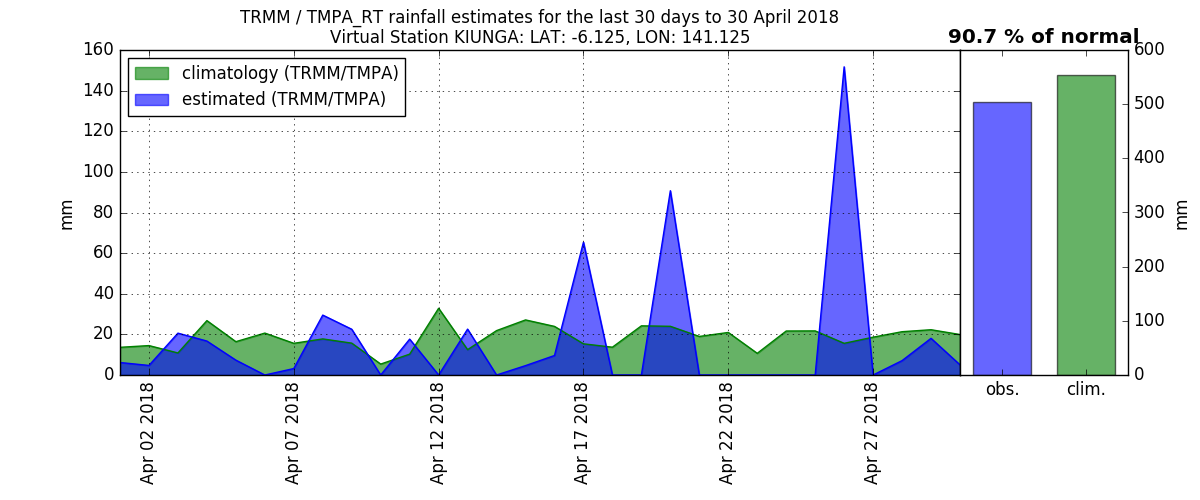 TRMM / TMPA_RT rainfall estimates for the last 30 days to 30 April 2018
Virtual Station KIUNGA: LAT: -6.125, LON: 141.125
90.7 % of normal
climatology (TRMM/TMPA)
estimated (TRMM/TMPA)
160
140
120
100
80
60
40
20
0
mm
Apr 02 2018
Apr 07 2018
Apr 12 2018
Apr 17 2018
Apr 22 2018
Apr 27 2018
600
500
400
300
200
100
0
mm
obs.
clim.